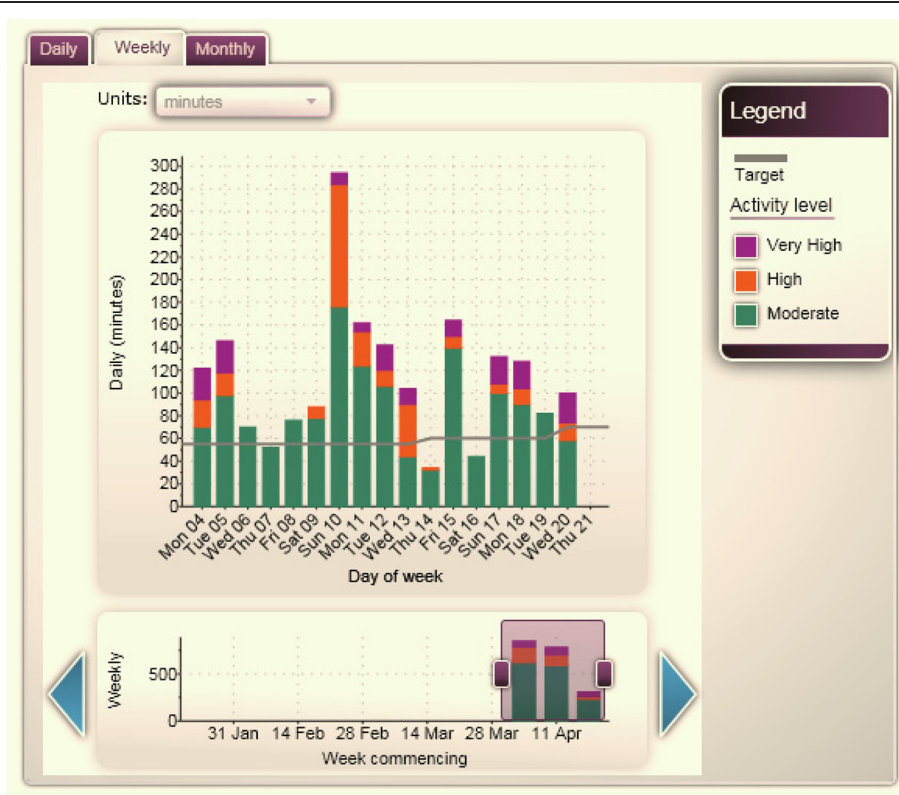 Daily Weekly Monthly
Units: minutes
Legend
Target
Activity level
Very High
High
Moderate
Daily (minutes)
300
280
260
240
220
200
180
160
140
120
100
80
60
40
20
0
Mon 04 Tue 05 Wed 06 Thu 07 Fri 08 Sat 09 Sun 10 Mon 11 Tue 12 Wed 13 Thu 14 Fri 15 Sat 16 Sun 17 Mon 18 Tue 19 Wed 20 Thu 21
Day of week
Weekly
500
0
31 Jan 14 Feb 28 Feb 14 Mar 28 Mar 11 Apr
Week commencing